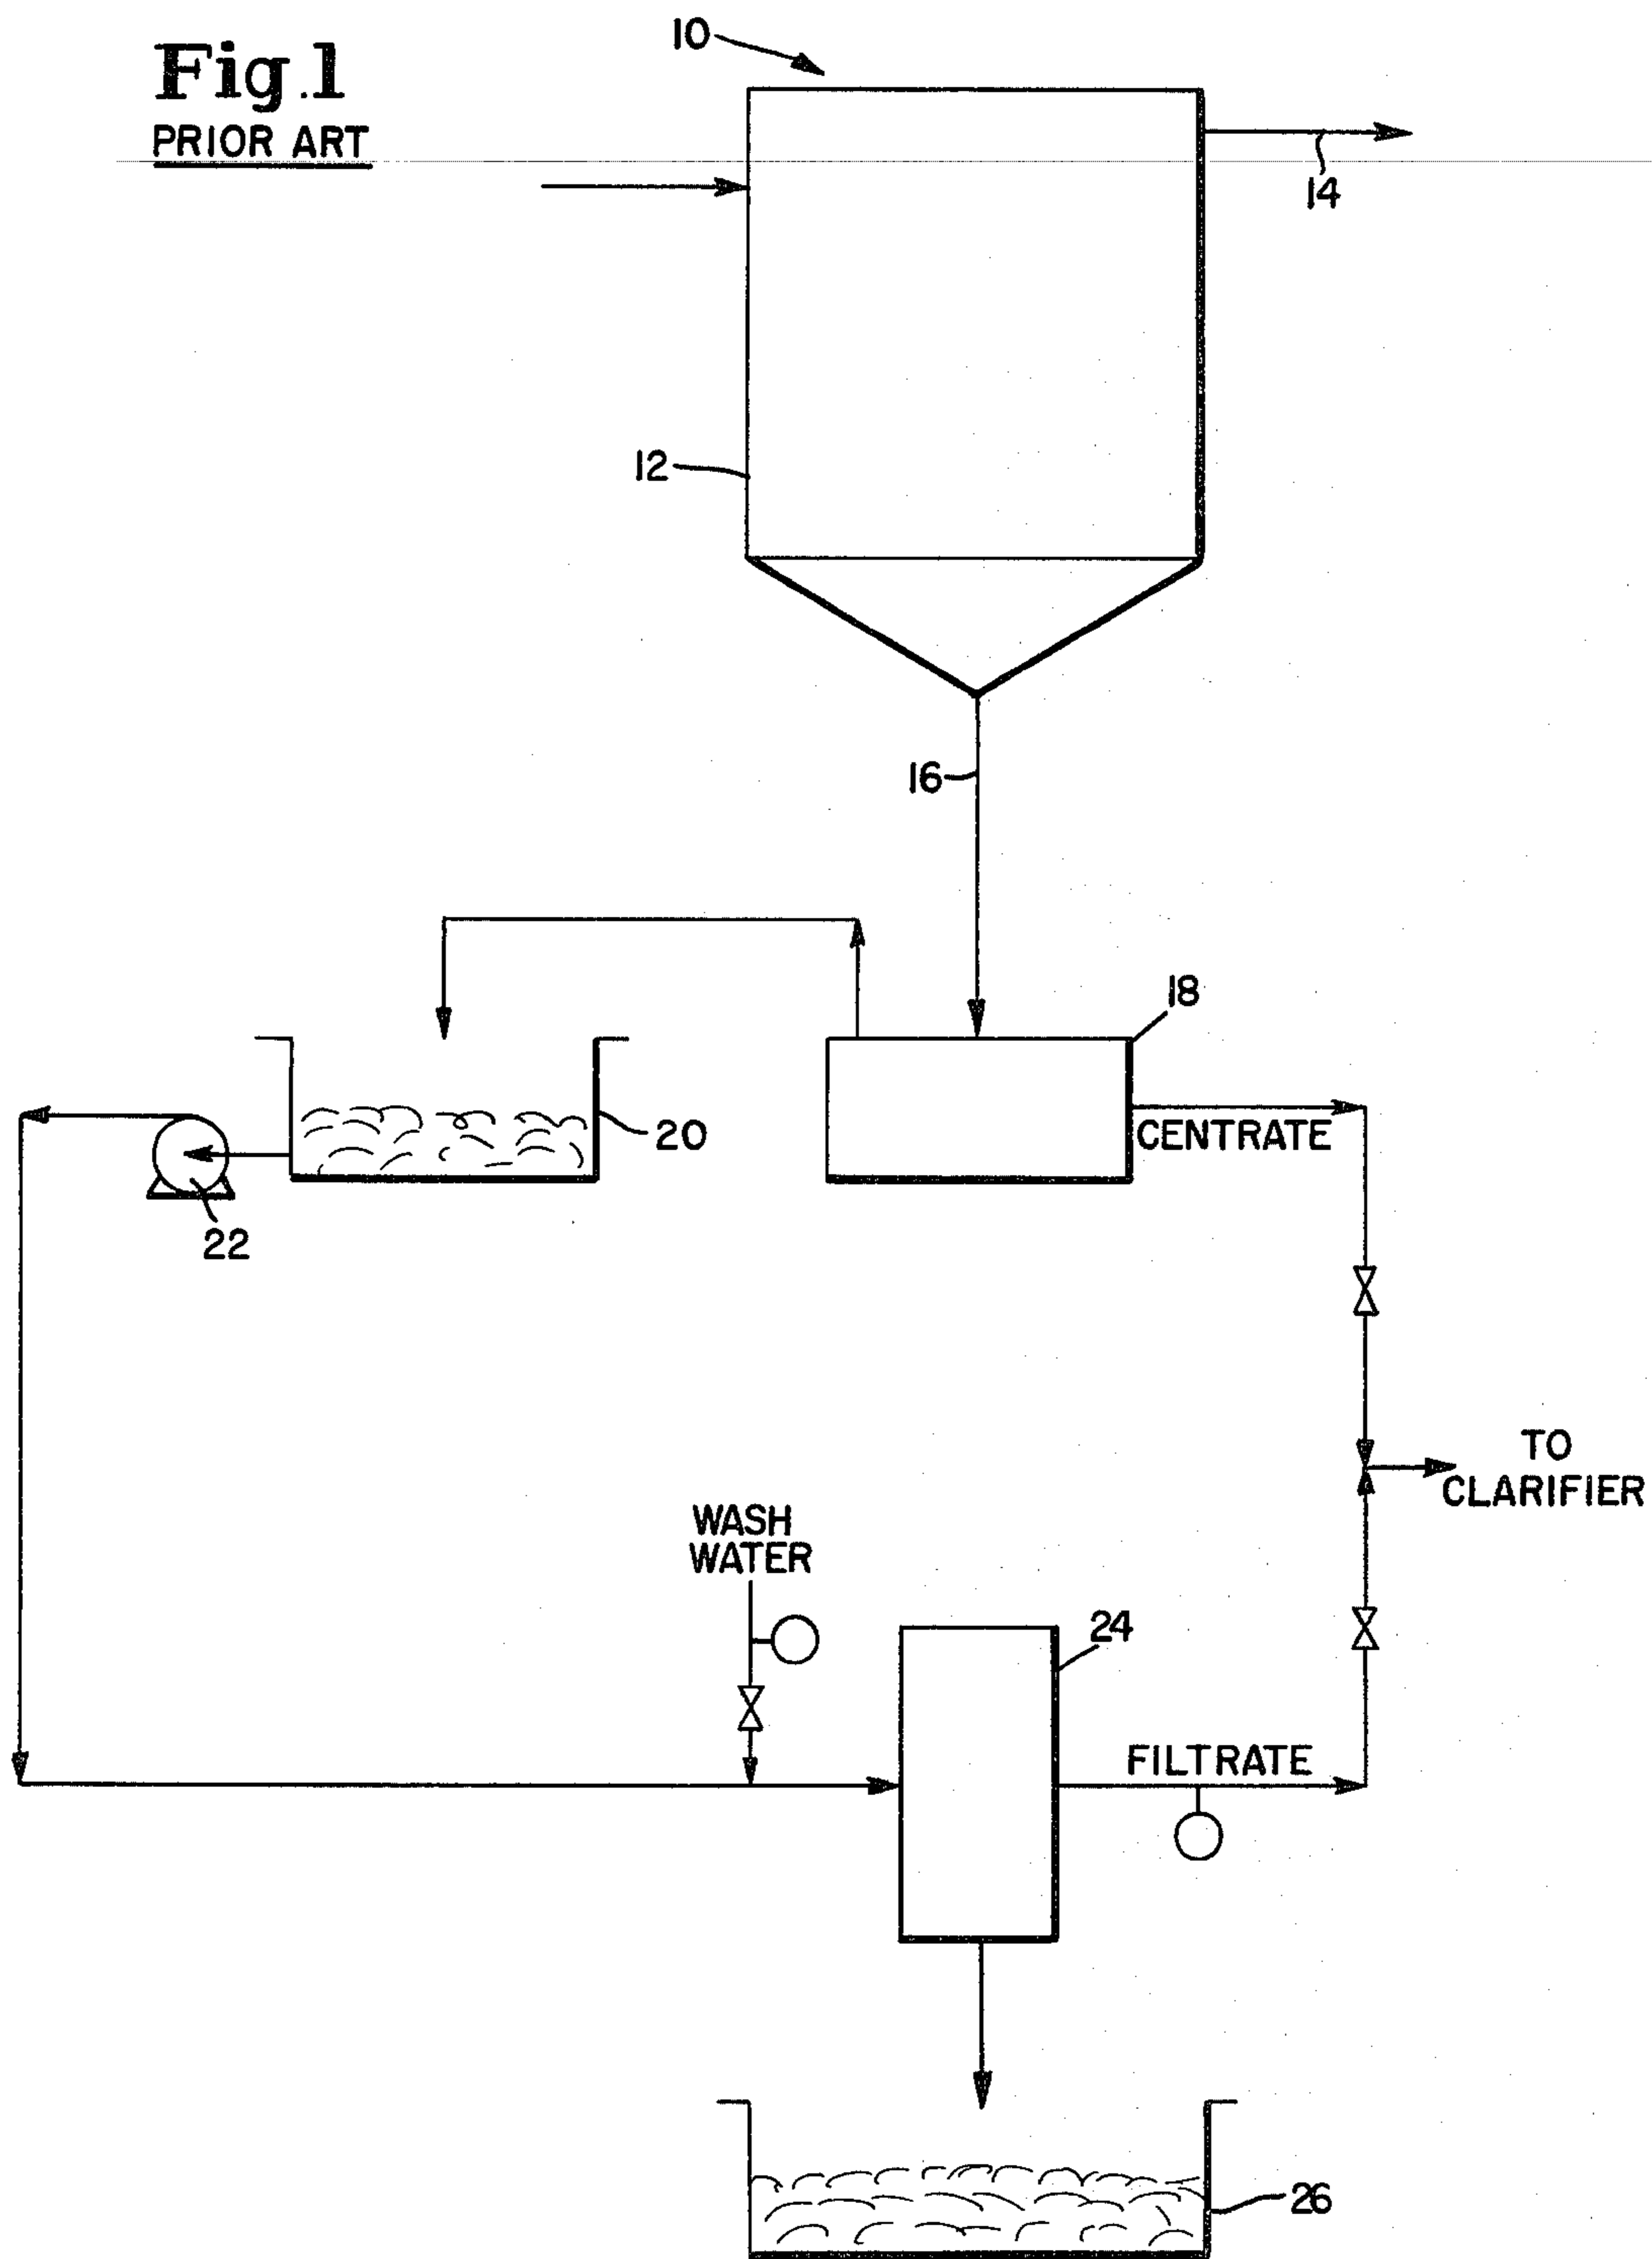 Fig.1
PRIOR ART
10
14
12
16
18
CENTRATE
20
22
TO
CLARIFIER
WASH
WATER
24
FILTRATE
26